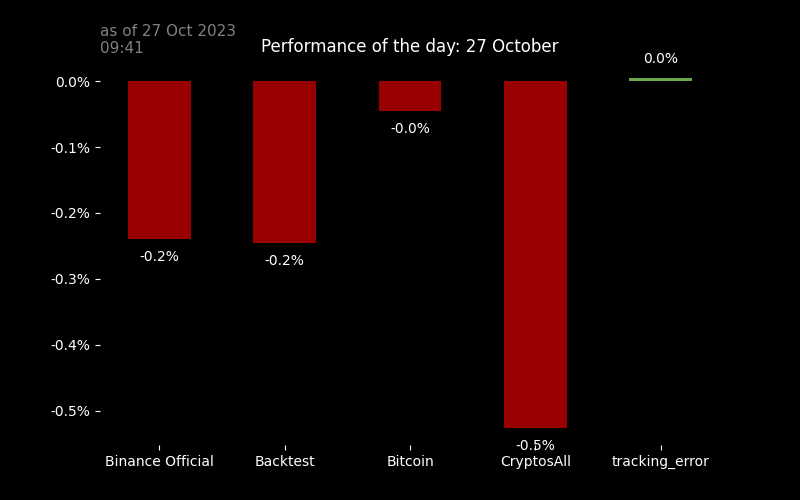 as of 27 Oct 2023
09:41
Performance of the day: 27 October
0.0%
0.0%
-0.1%
-0.0%
-0.2%
-0.2%
-0.2%
-0.3%
-0.4%
-0.5%
-0.5%
Binance Official
Backtest
Bitcoin
CryptosAll
tracking_error